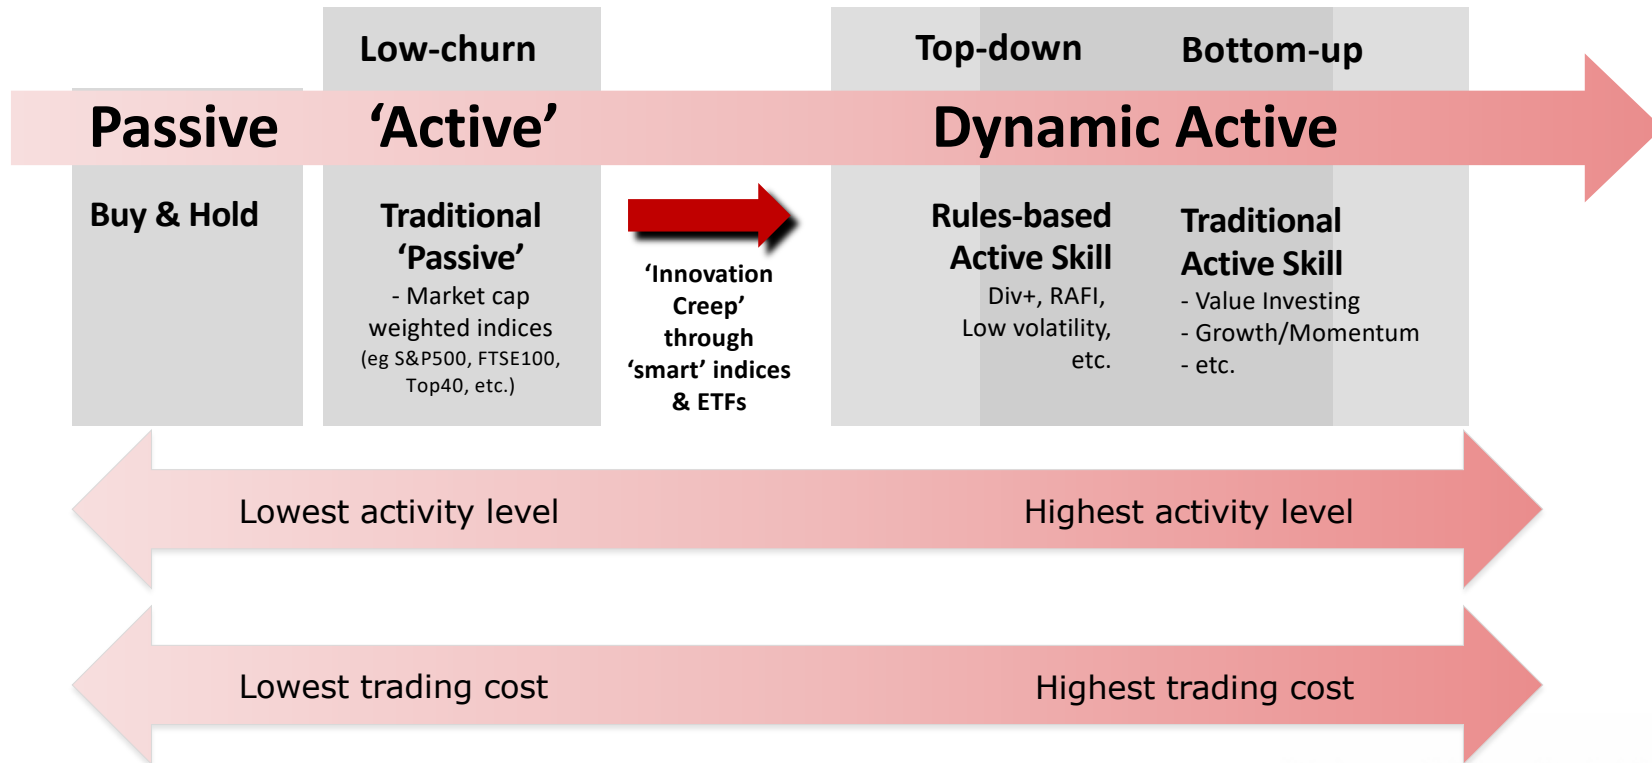 Low-churn
Top-down
Bottom-up
Passive
‘Active’
Dynamic Active
Buy & Hold
Traditional
‘Passive’
- Market cap
weighted indices
(eg S&P500, FTSE100,
Top40, etc.)
‘Innovation
Creep’
through
‘smart’ indices
& ETFs
Rules-based
Active Skill
Div+, RAFI,
Low volatility,
etc.
Traditional
Active Skill
- Value Investing
- Growth/Momentum
- etc.
Lowest activity level
Highest activity level
Lowest trading cost
Highest trading cost